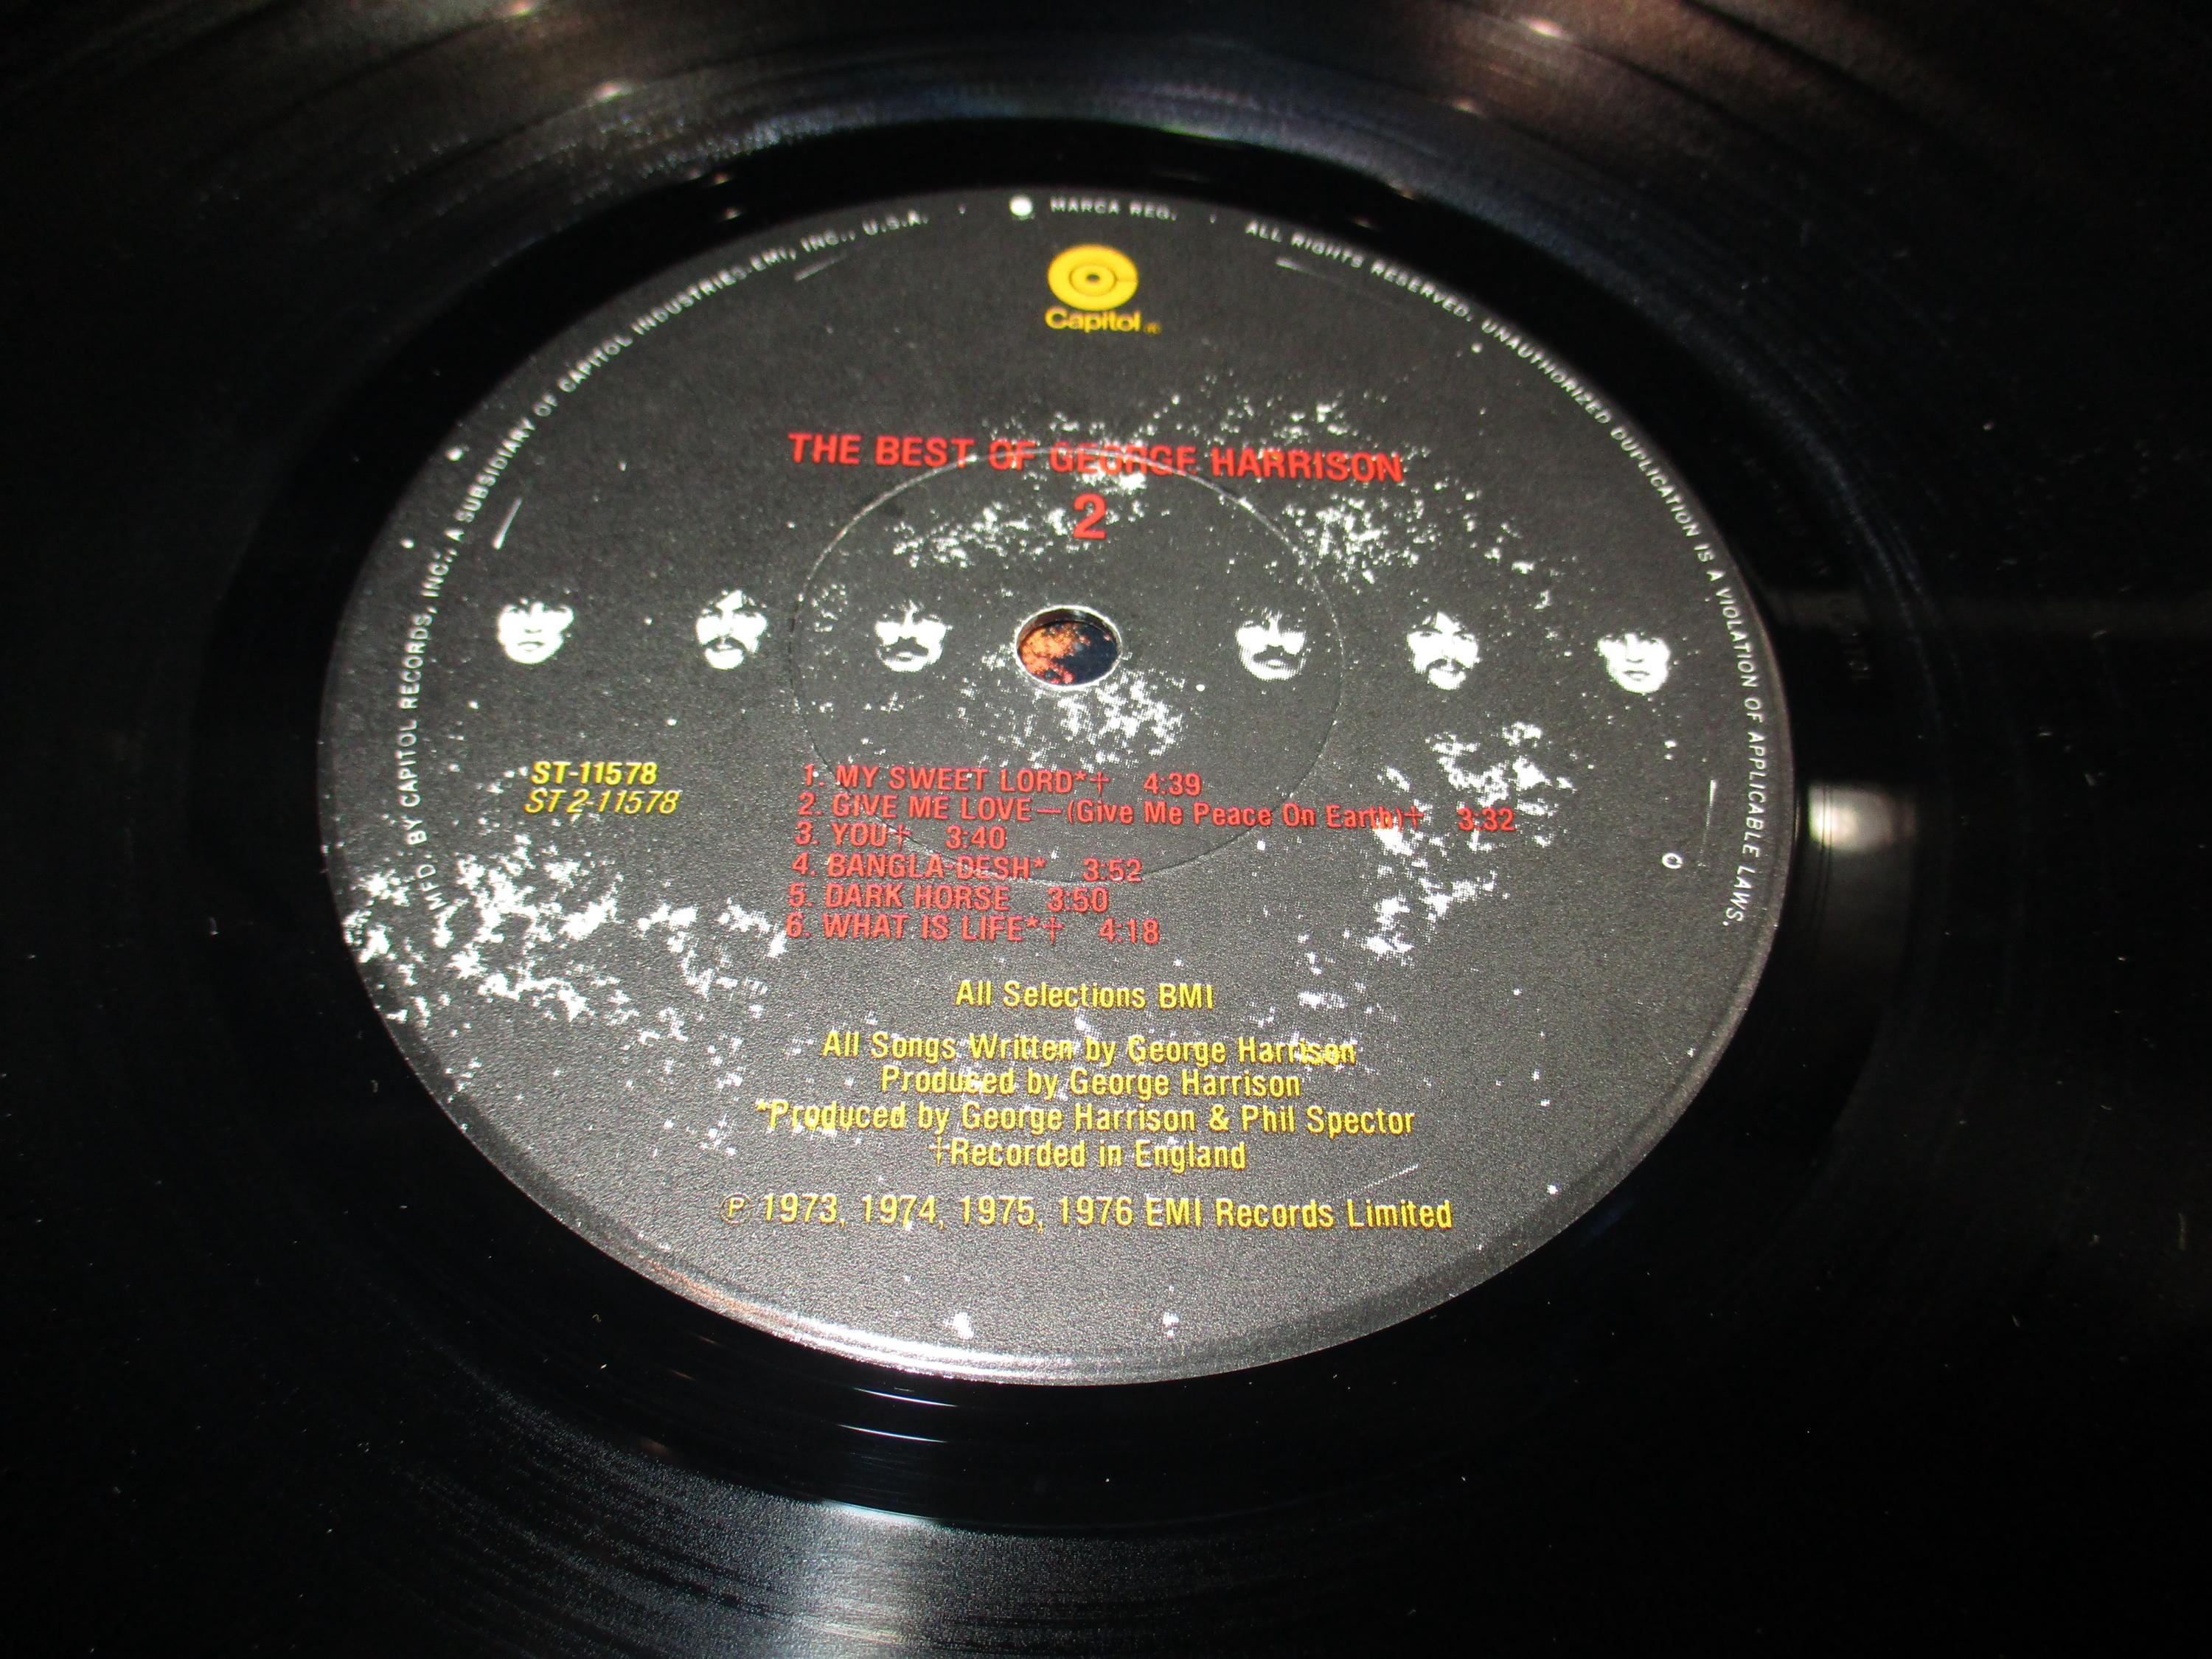 MFD. BY CAPITOL RECORDS, INC., A SUBSIDIARY OF CAPITOL INDUSTRIES-EMI, INC., U.S.A. · MARCA REG. · ALL RIGHTS RESERVED. UNAUTHORIZED DUPLICATION IS A VIOLATION OF APPLICABLE LAWS.
Capitol®
THE BEST OF GEORGE HARRISON
2
ST-11578
ST 2-11578
1. MY SWEET LORD*† 4:39
2. GIVE ME LOVE—(Give Me Peace On Earth)† 3:32
3. YOU† 3:40
4. BANGLA-DESH* 3:52
5. DARK HORSE 3:50
6. WHAT IS LIFE*† 4:18
O
All Selections BMI
All Songs Written by George Harrison
Produced by George Harrison
*Produced by George Harrison & Phil Spector
†Recorded in England
Ⓟ 1973, 1974, 1975, 1976 EMI Records Limited